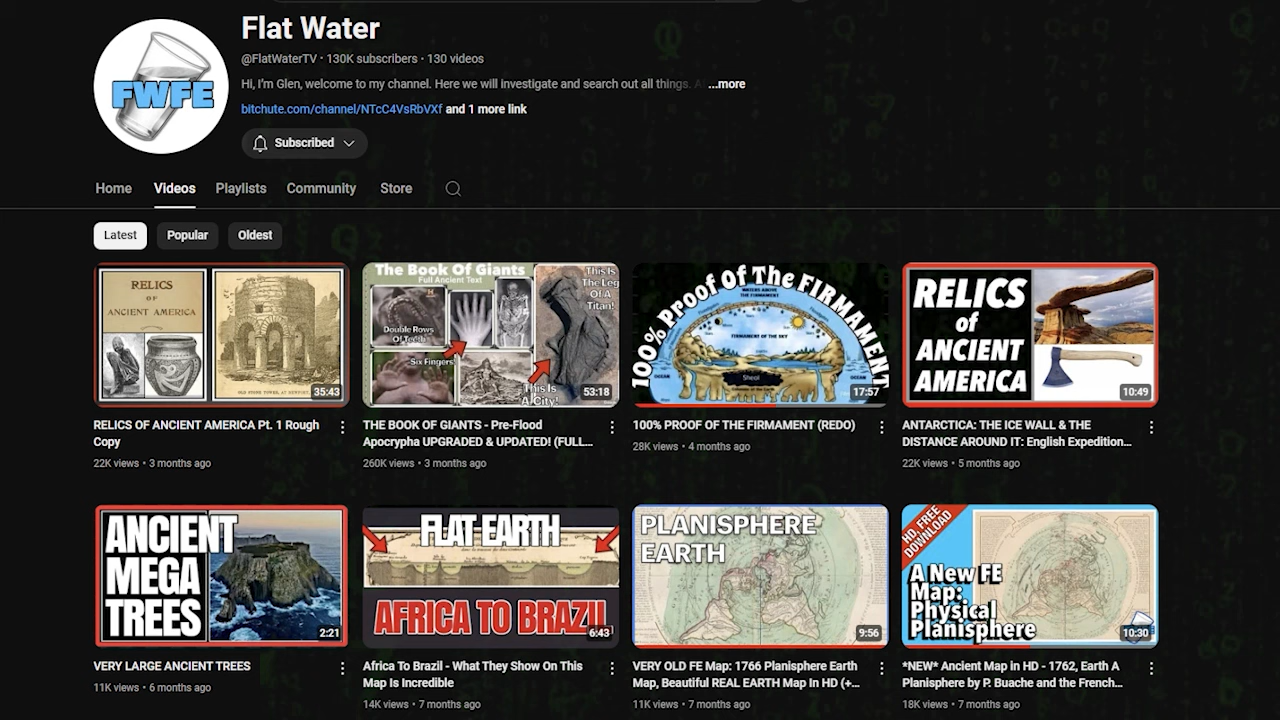 Flat Water
@FlatWaterTV · 130K subscribers · 130 videos
Hi, I'm Glen, welcome to my channel. Here we will investigate and search out all things. ...more
bitchute.com/channel/NTcC4VsRbVXf and 1 more link
FWFE
Subscribed
Home Videos Playlists Community Store
Latest Popular Oldest
RELICS
OF
ANCIENT AMERICA
35:43
The Book Of Giants
Full Ancient Text
This Is
The Leg
Of A
Titan!
Double Rows
Of Teeth
Six Fingers
This Is
A City!
53:18
100% Proof Of The FIRMAMENT
WATERS ABOVE
THE FIRMAMENT
FIRMAMENT OF THE SKY
OCEAN
Sheol
OCEAN
17:57
RELICS
of
ANCIENT
AMERICA
10:49
RELICS OF ANCIENT AMERICA Pt. 1 Rough
Copy
22K views • 3 months ago
THE BOOK OF GIANTS - Pre-Flood
Apocrypha UPGRADED & UPDATED! (FULL...
260K views • 3 months ago
100% PROOF OF THE FIRMAMENT (REDO)
28K views • 4 months ago
ANTARCTICA: THE ICE WALL & THE
DISTANCE AROUND IT: English Expedition...
22K views • 5 months ago
ANCIENT
MEGA
TREES
2:21
FLAT EARTH
AFRICA TO BRAZIL
6:43
PLANISPHERE
EARTH
9:56
HD, FREE
DOWNLOAD
A New FE
Map:
Physical
Planisphere
10:30
VERY LARGE ANCIENT TREES
11K views • 6 months ago
Africa To Brazil - What They Show On This
Map Is Incredible
14K views • 7 months ago
VERY OLD FE Map: 1766 Planisphere Earth
Map, Beautiful REAL EARTH Map In HD (+...
11K views • 7 months ago
*NEW* Ancient Map in HD - 1762, Earth A
Planisphere by P. Buache and the French...
18K views • 7 months ago